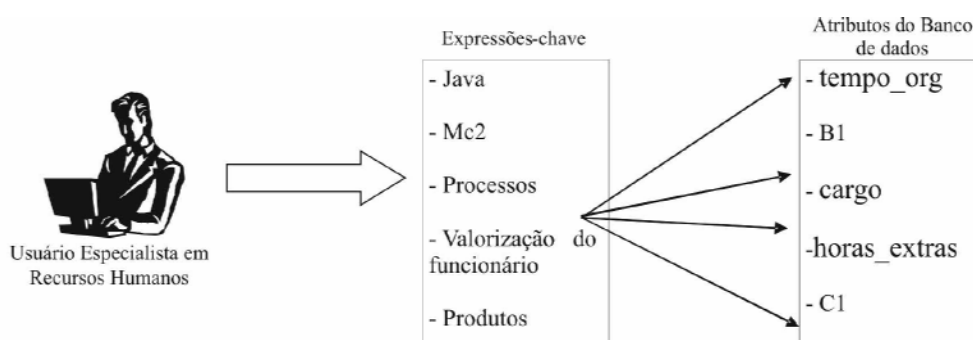 Expressões-chave
Atributos do Banco
de dados
- Java
- Mc2
- Processos
- Valorização do
funcionário
- Produtos
- tempo_org
- B1
- cargo
-horas_extras
- C1
Usuário Especialista em
Recursos Humanos